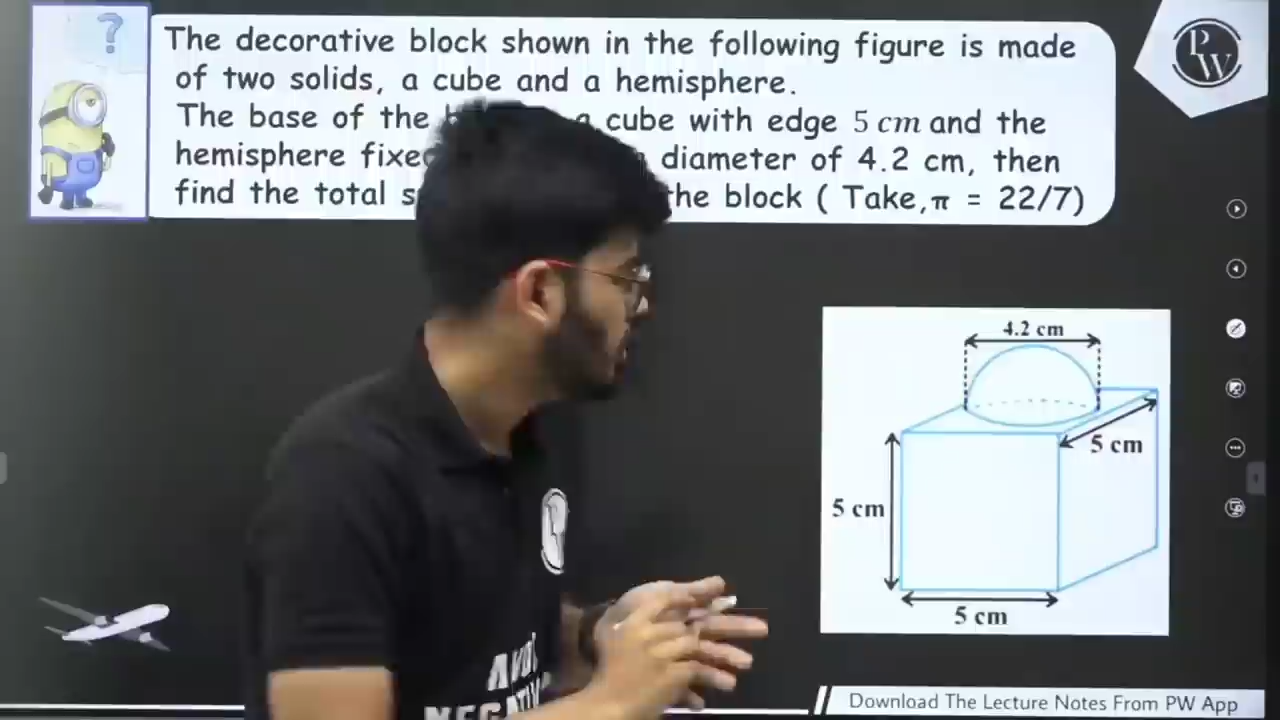 ?
The decorative block shown in the following figure is made
of two solids, a cube and a hemisphere.
The base of the cube with edge 5 cm and the
hemisphere diameter of 4.2 cm, then
find the total the block ( Take,π = 22/7)
PW
4.2 cm
5 cm
5 cm
5 cm
Download The Lecture Notes From PW App